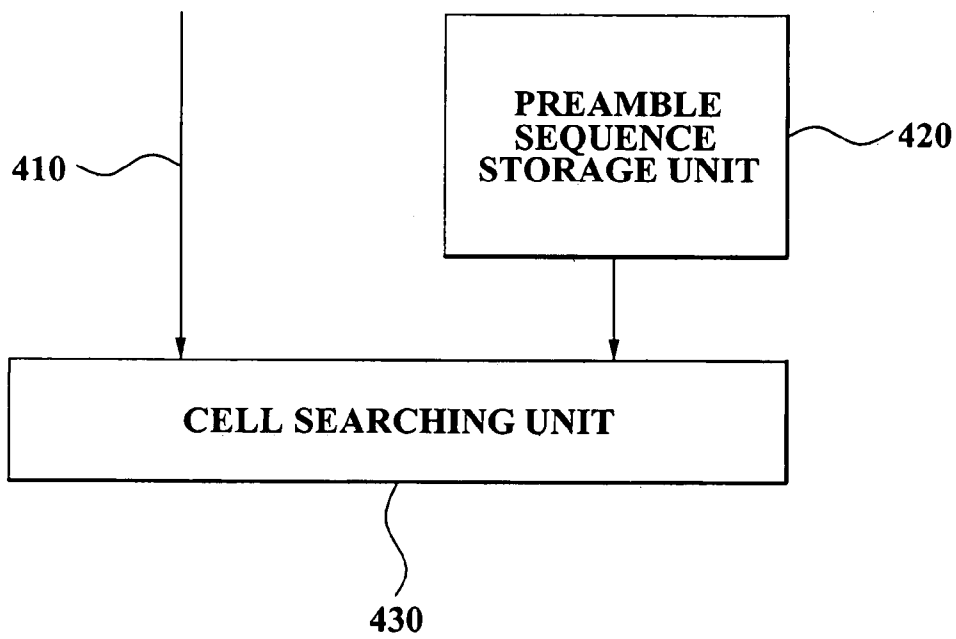 PREAMBLE
SEQUENCE
STORAGE UNIT
420
410
CELL SEARCHING UNIT
430